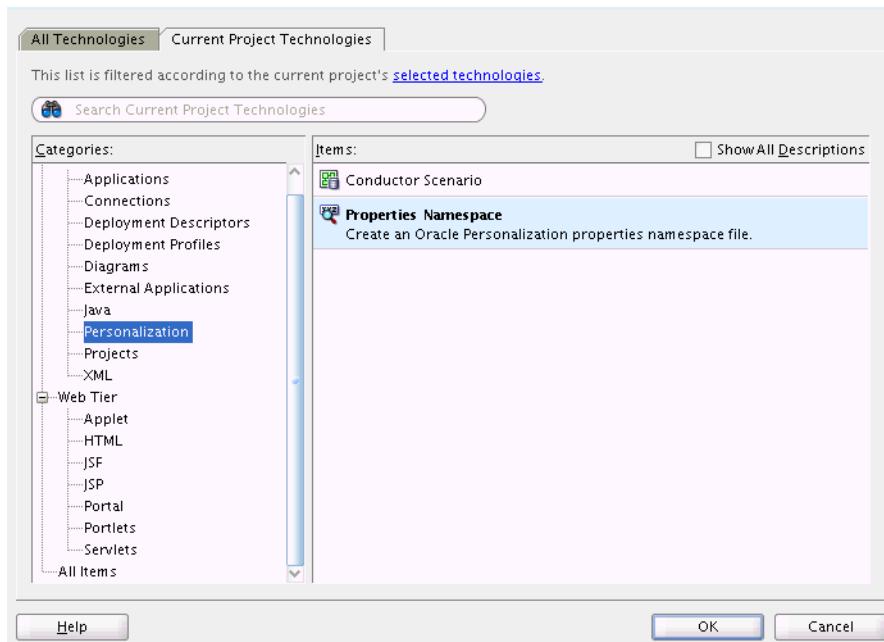 All Technologies Current Project Technologies
This list is filtered according to the current project's selected technologies.
Search Current Project Technologies
Categories:
Applications
Connections
Deployment Descriptors
Deployment Profiles
Diagrams
External Applications
Java
Personalization
Projects
XML
Web Tier
Applet
HTML
JSF
JSP
Portal
Portlets
Servlets
All Items
Items: Show All Descriptions
Conductor Scenario
Properties Namespace
Create an Oracle Personalization properties namespace file.
Help OK Cancel